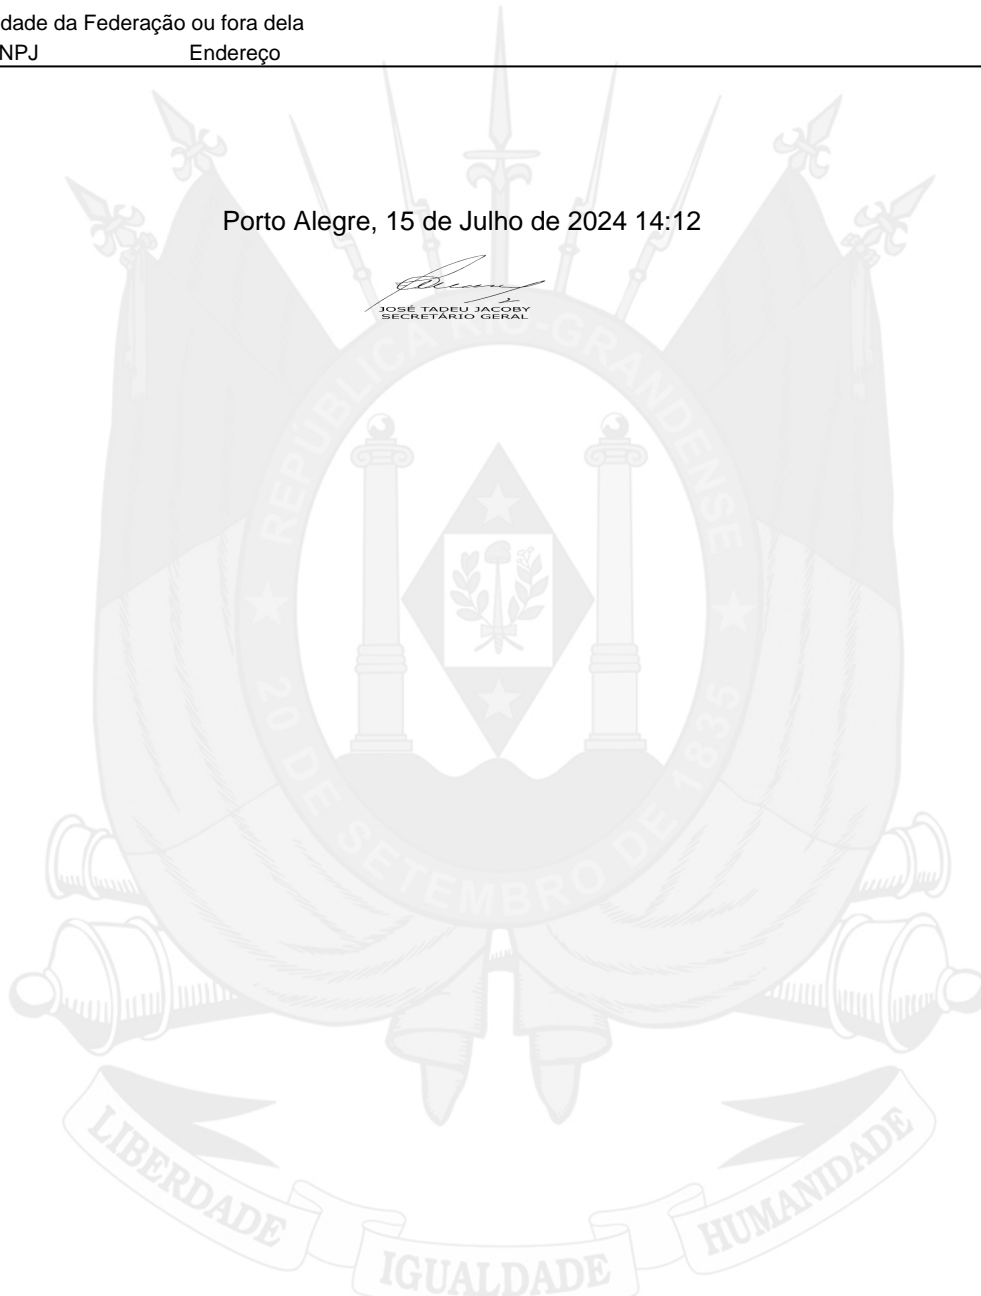 dade da Federação ou fora dela
NPJ Endereço
Porto Alegre, 15 de Julho de 2024 14:12
JOSÉ TADEU JACOBY
SECRETÁRIO GERAL
REPÚBLICA RIO-GRANDENSE
20 DE SETEMBRO DE 1835
LIBERDADE IGUALDADE HUMANIDADE